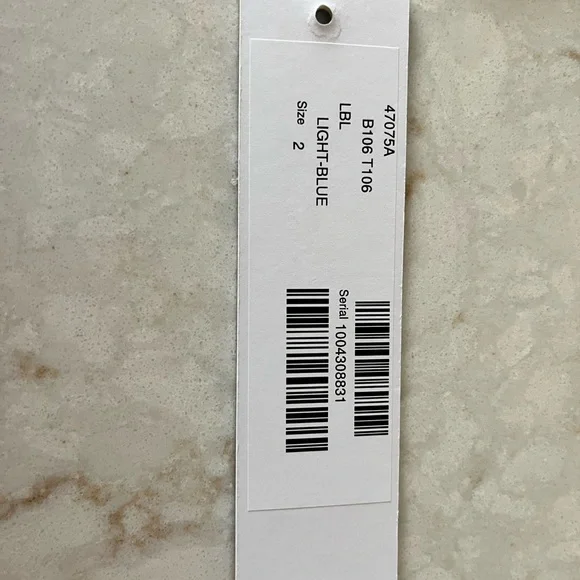 47075A
B106 T106
LBL
LIGHT-BLUE
Size 2
Serial 1004308831